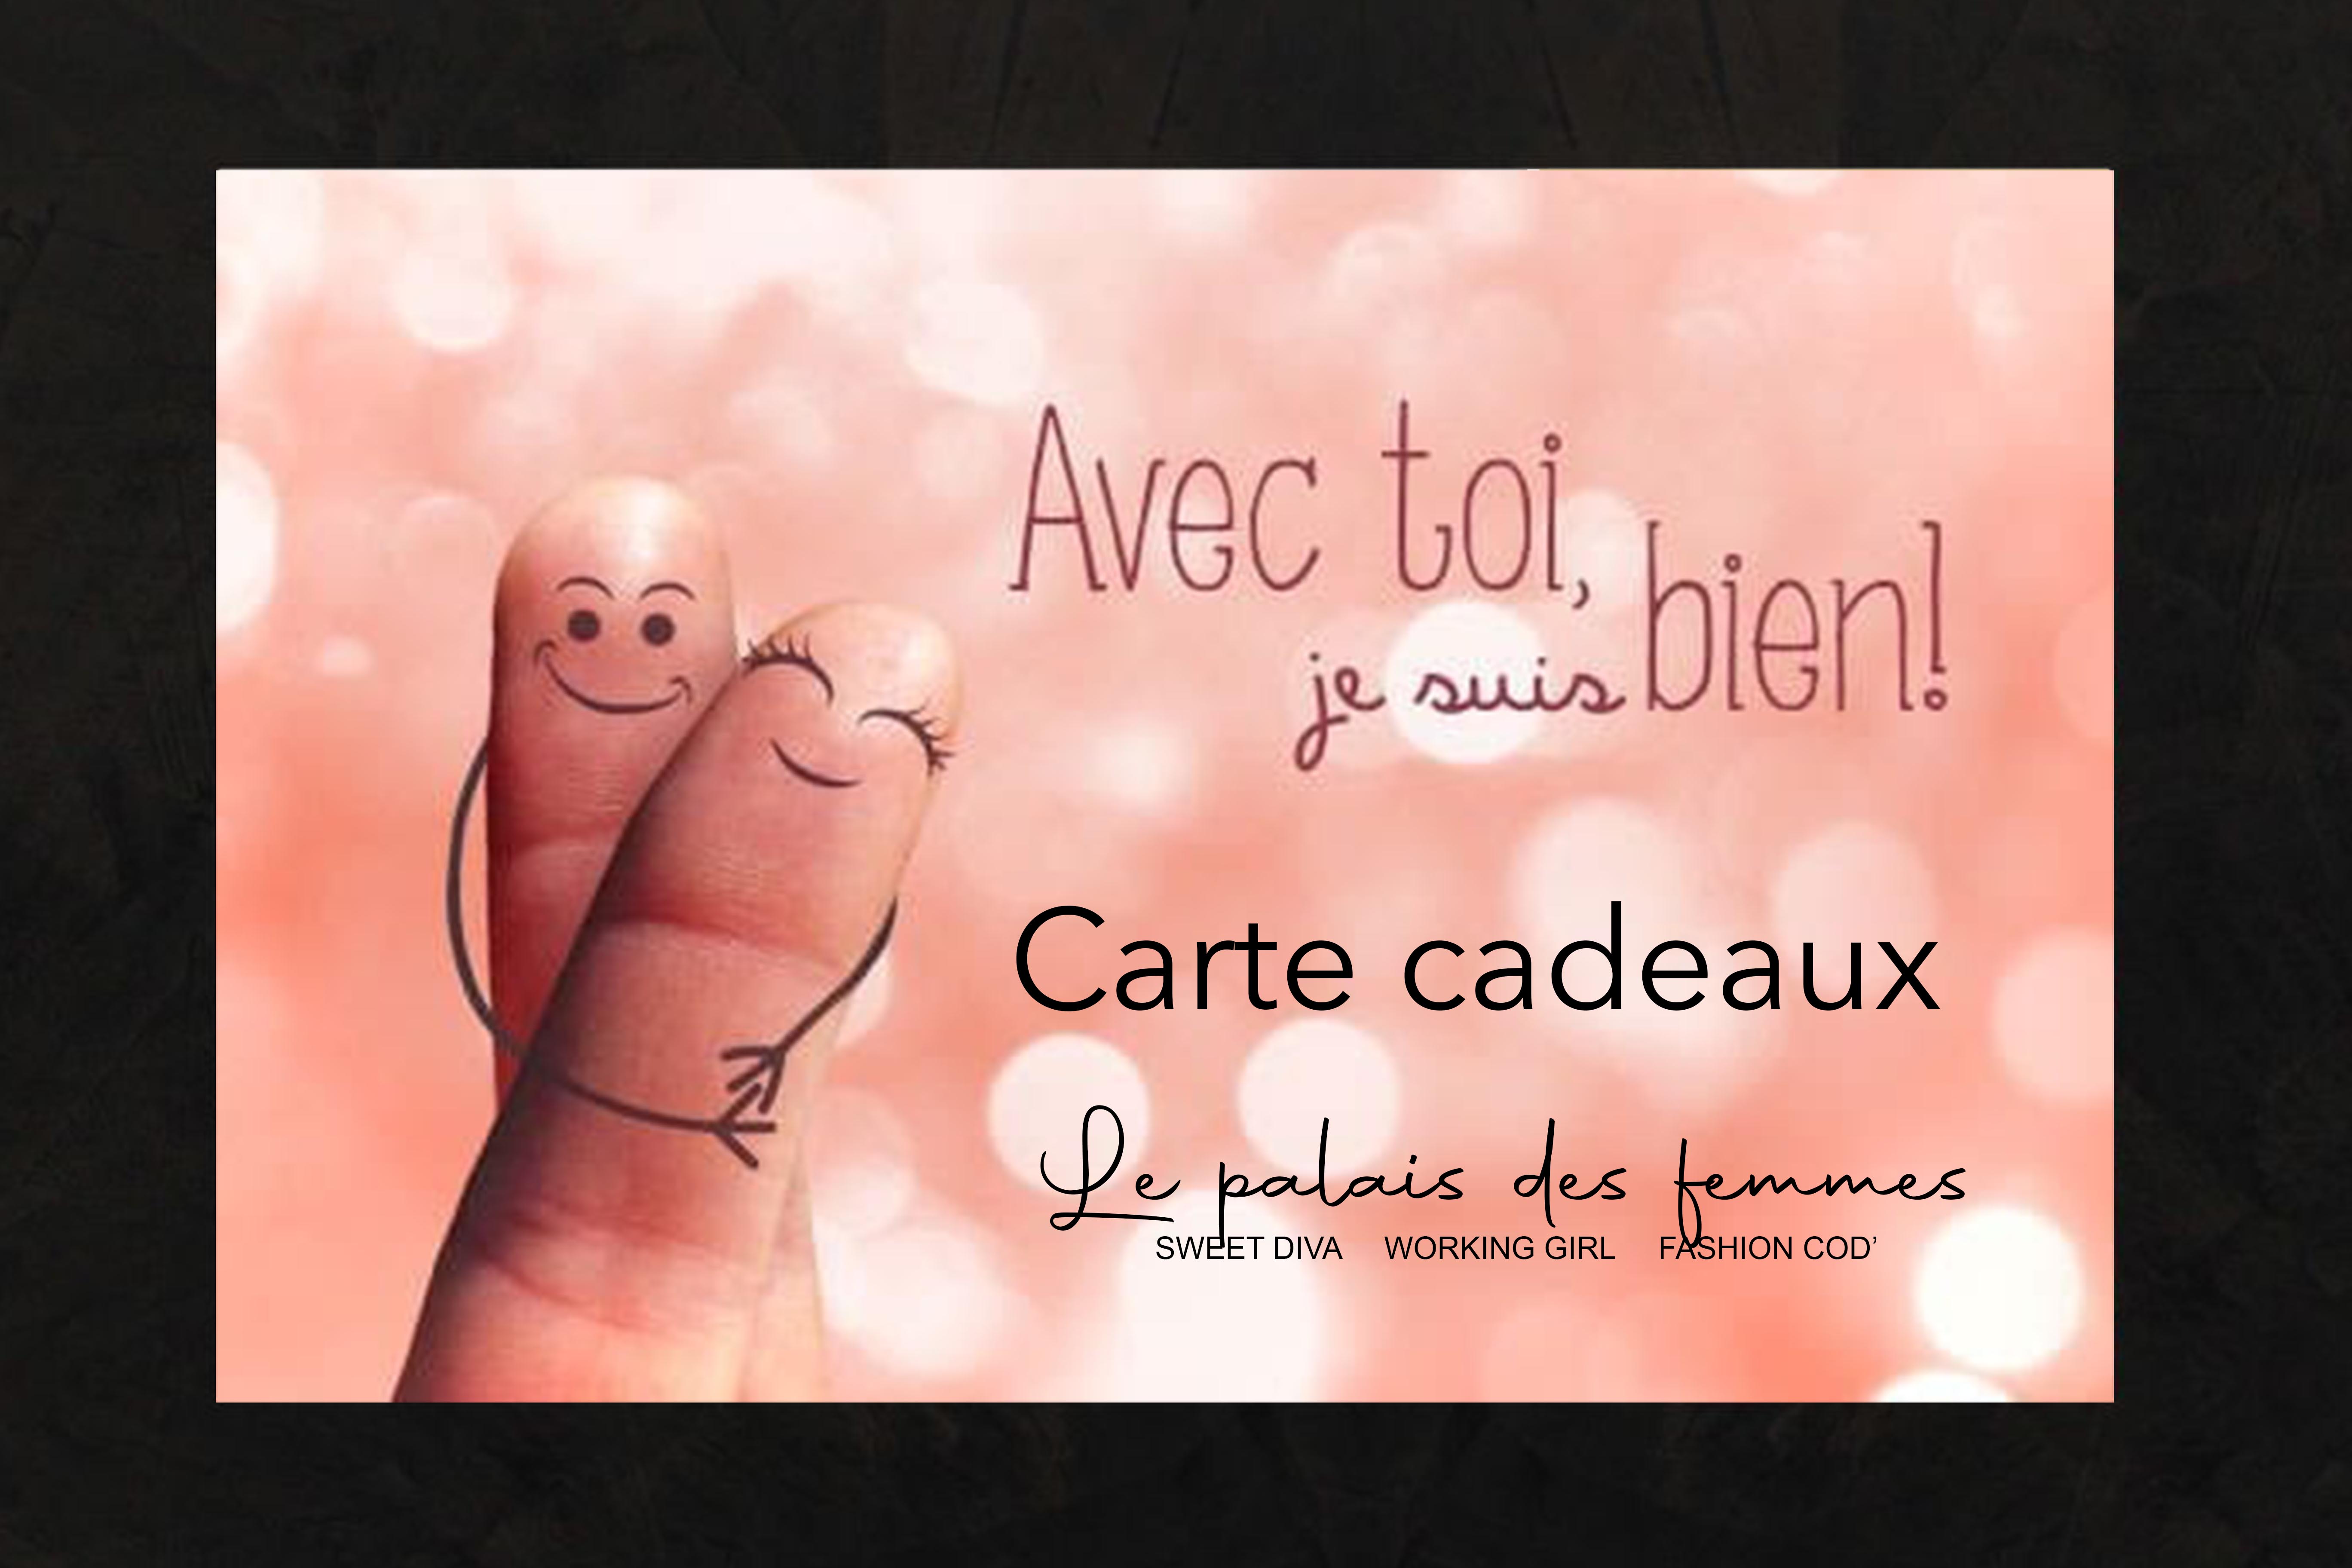 Avec toi,
je suis bien!
Carte cadeaux
Le palais des femmes
SWEET DIVA WORKING GIRL FASHION COD’